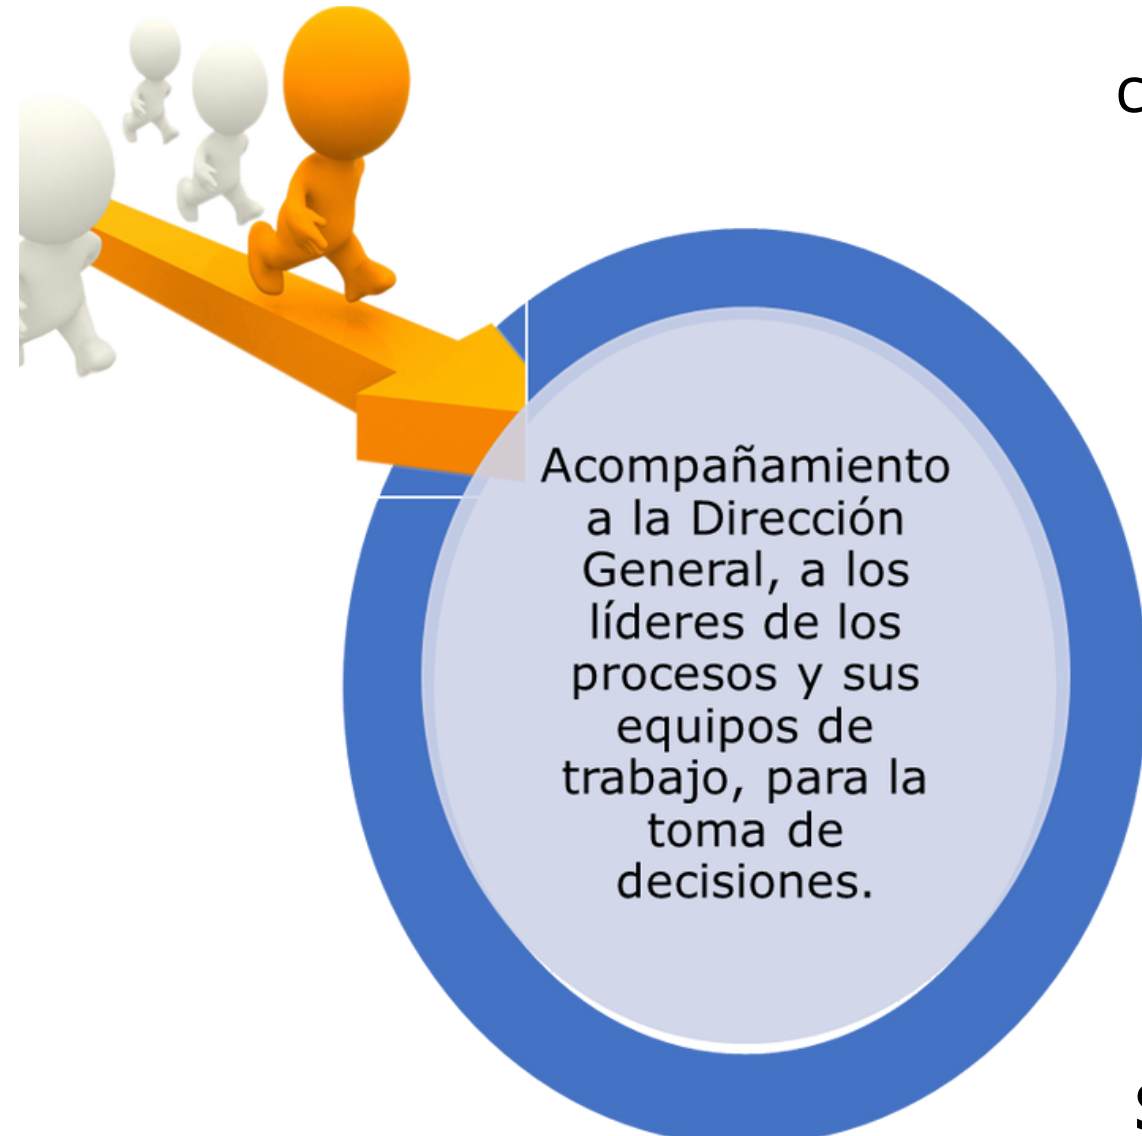 Acompañamiento
a la Dirección
General, a los
líderes de los
procesos y sus
equipos de
trabajo, para la
toma de
decisiones.